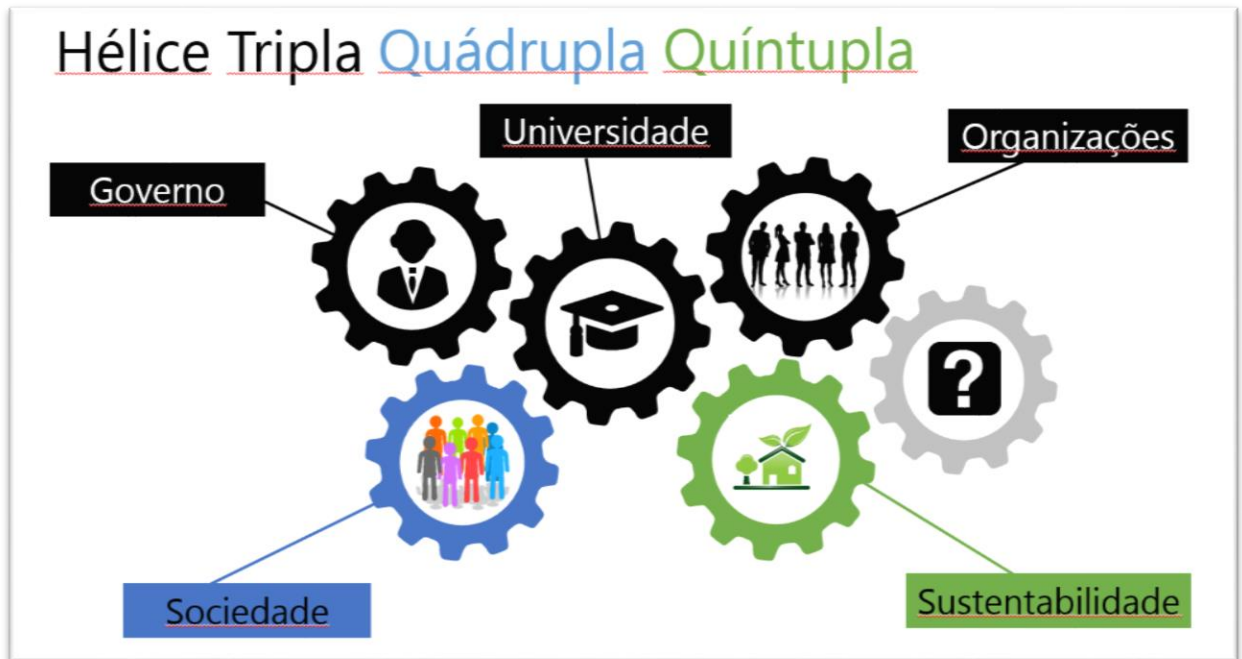 Hélice Tripla Quádrupla Quíntupla
Universidade
Organizações
Governo
?
Sociedade
Sustentabilidade